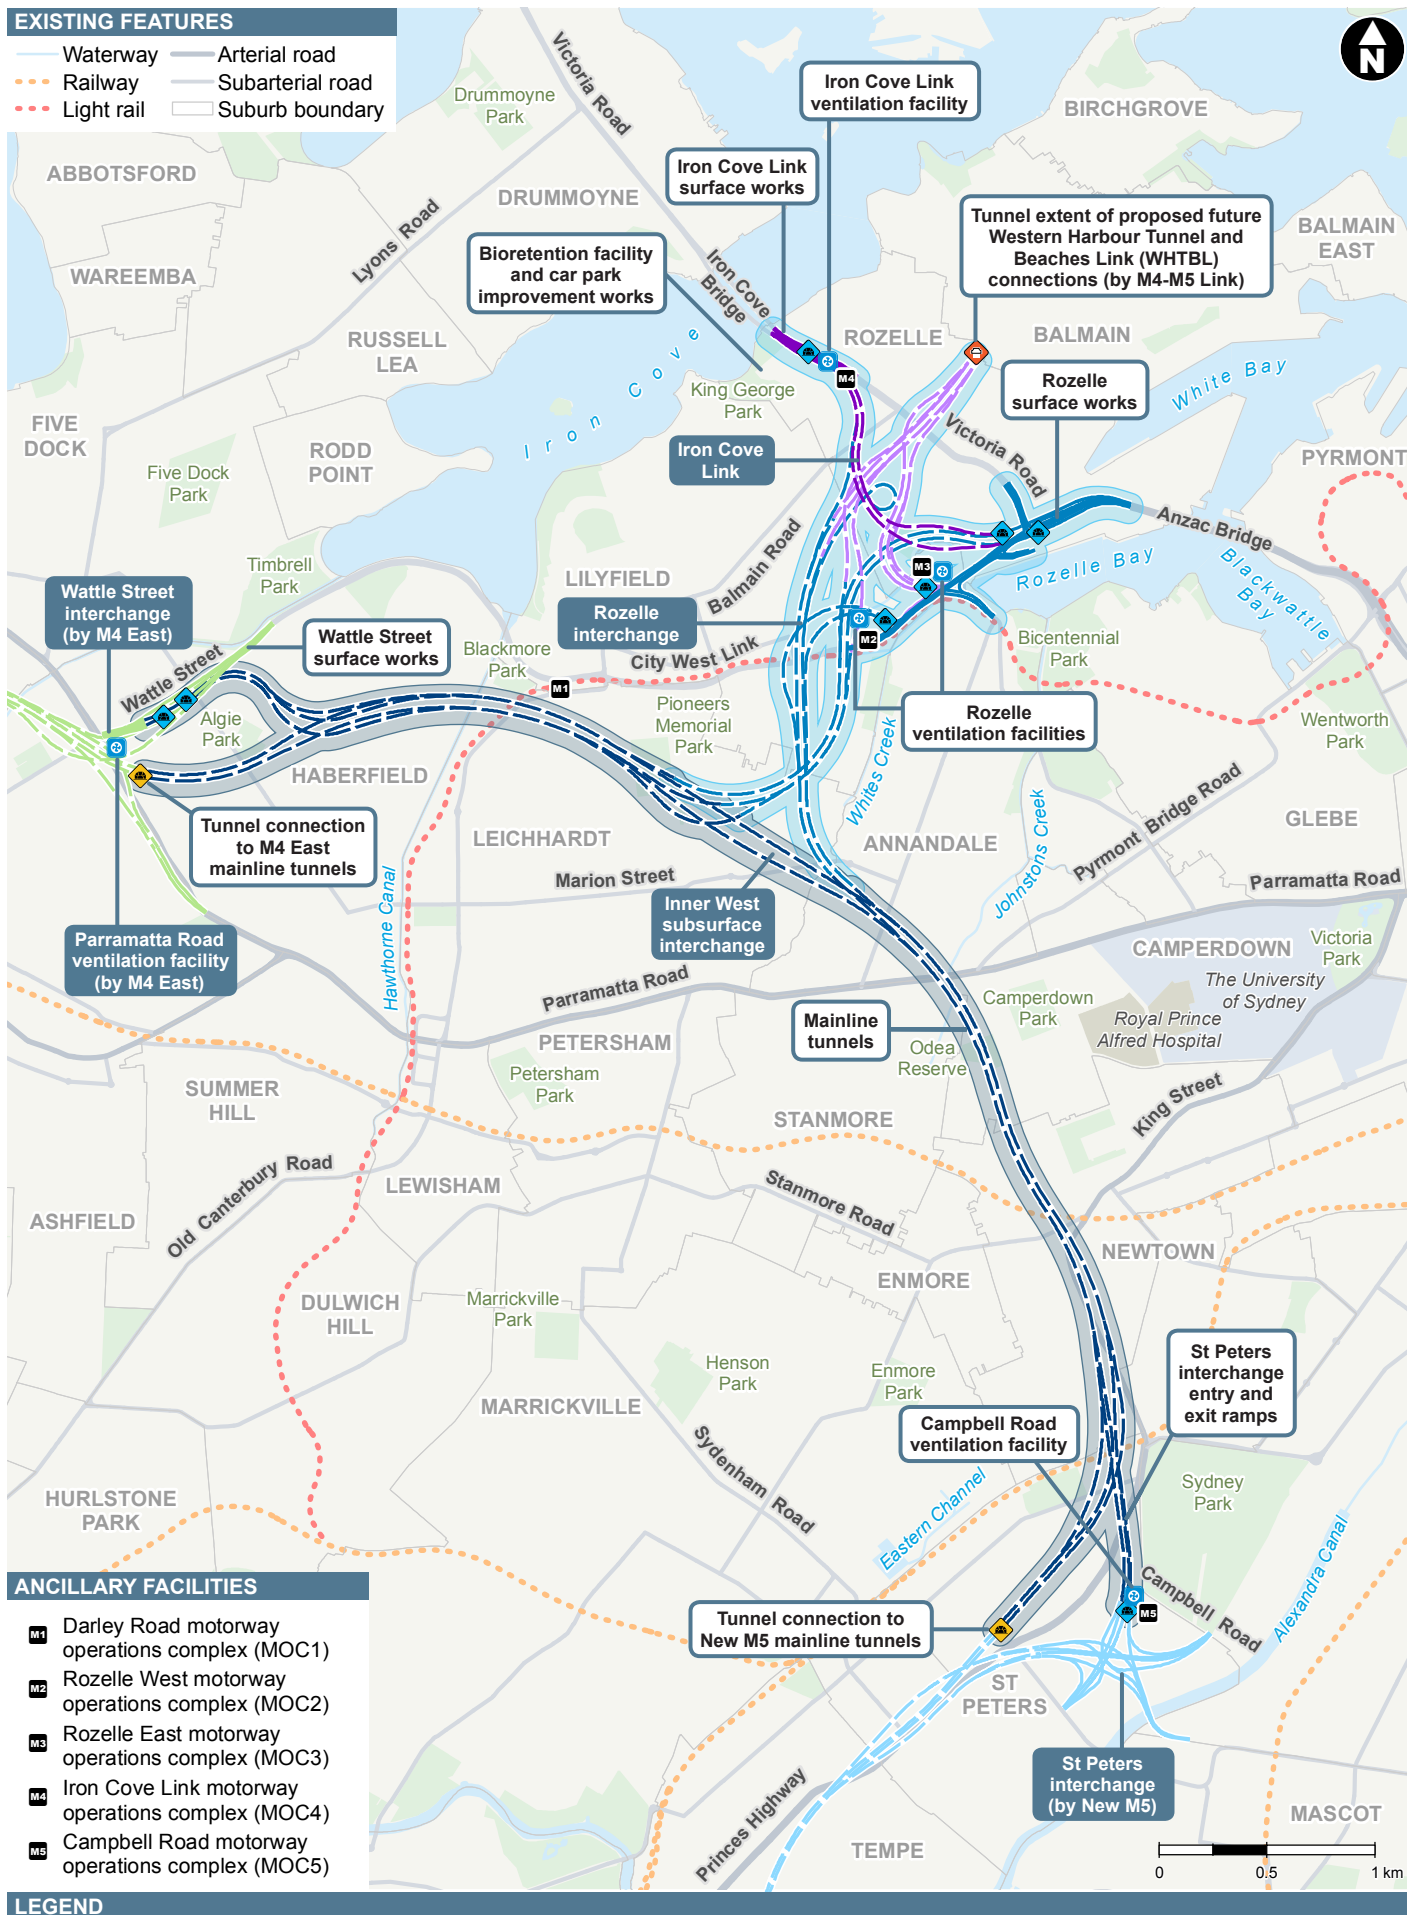 EXISTING FEATURES
Waterway
Arterial road
Railway
Subarterial road
Light rail
Suburb boundary
N
Victoria Road
Drummoyne
Park
Iron Cove Link
ventilation facility
BIRCHGROVE
ABBOTSFORD
DRUMMOYNE
Iron Cove Link
surface works
Lyons Road
Tunnel extent of proposed future
Western Harbour Tunnel and
Beaches Link (WHTBL)
connections (by M4-M5 Link)
BALMAIN
EAST
WAREEMBA
Bioretention facility
and car park
improvement works
Iron Cove
Bridge
RUSSELL
LEA
ROZELLE
BALMAIN
Iron Cove
M4
King George
Park
Rozelle
surface works
White Bay
FIVE
DOCK
RODD
POINT
Five Dock
Park
Iron Cove
Link
Victoria Road
PYRMONT
Anzac Bridge
Balmain Road
Timbrell
Park
LILYFIELD
M3
Rozelle Bay
Blackwattle
Bay
Wattle Street
interchange
(by M4 East)
Wattle Street
surface works
Rozelle
interchange
M2
Bicentennial
Park
Blackmore
Park
City West Link
Wattle Street
M1
Algie
Park
Pioneers
Memorial
Park
Rozelle
ventilation facilities
Wentworth
Park
HABERFIELD
Whites Creek
Tunnel connection
to M4 East
mainline tunnels
LEICHHARDT
ANNANDALE
Johnstons Creek
Pyrmont Bridge Road
GLEBE
Marion Street
Parramatta Road
Hawthorne Canal
Inner West
subsurface
interchange
Parramatta Road
ventilation facility
(by M4 East)
CAMPERDOWN
Victoria
Park
The University
of Sydney
Parramatta Road
Camperdown
Park
Royal Prince
Alfred Hospital
Mainline
tunnels
PETERSHAM
Odea
Reserve
SUMMER
HILL
Petersham
Park
STANMORE
King Street
Old Canterbury Road
LEWISHAM
Stanmore Road
ASHFIELD
NEWTOWN
ENMORE
DULWICH
HILL
Marrickville
Park
Henson
Park
Enmore
Park
St Peters
interchange
entry and
exit ramps
MARRICKVILLE
Campbell Road
ventilation facility
Sydenham Road
Sydney
Park
HURLSTONE
PARK
Eastern Channel
Alexandra Canal
Campbell Road
M5
Tunnel connection to
New M5 mainline tunnels
ST
PETERS
St Peters
interchange
(by New M5)
Princes Highway
MASCOT
TEMPE
0
0.5
1 km
ANCILLARY FACILITIES
M1 Darley Road motorway
operations complex (MOC1)
M2 Rozelle West motorway
operations complex (MOC2)
M3 Rozelle East motorway
operations complex (MOC3)
M4 Iron Cove Link motorway
operations complex (MOC4)
M5 Campbell Road motorway
operations complex (MOC5)
LEGEND